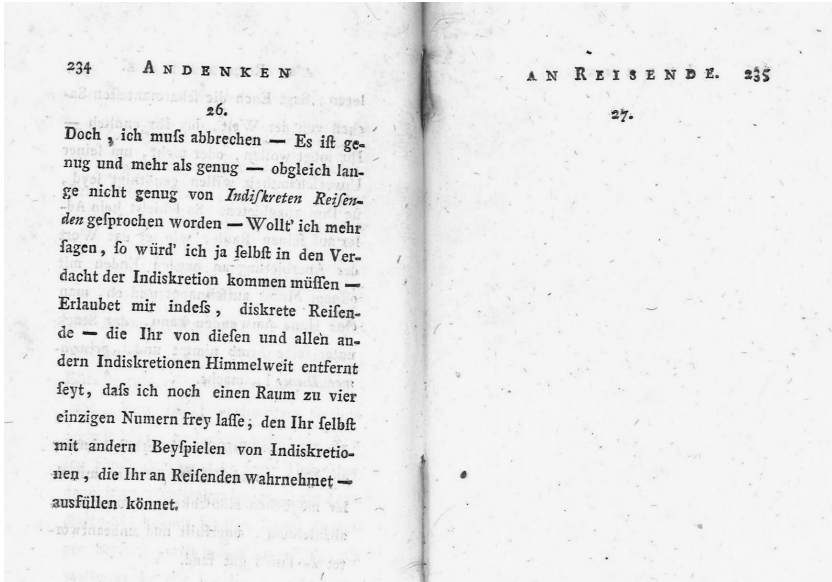 234 ANDENKEN
26.
Doch, ich muſs abbrechen — Es iſt ge-
nug und mehr als genug — obgleich lan-
ge nicht genug von Indiſkreten Reiſen-
den geſprochen worden — Wollt' ich mehr
ſagen, ſo würd' ich ja ſelbſt in den Ver-
dacht der Indiskretion kommen müſſen —
Erlaubet mir indeſs, diskrete Reiſen-
de — die Ihr von dieſen und allen an-
dern Indiskretionen Himmelweit entfernt
ſeyt, daſs ich noch einen Raum zu vier
einzigen Numern frey laſſe, den Ihr ſelbſt
mit andern Beyſpielen von Indiskretio-
nen, die Ihr an Reiſenden wahrnehmet —
ausfüllen könnet.
AN REISENDE. 235
27.